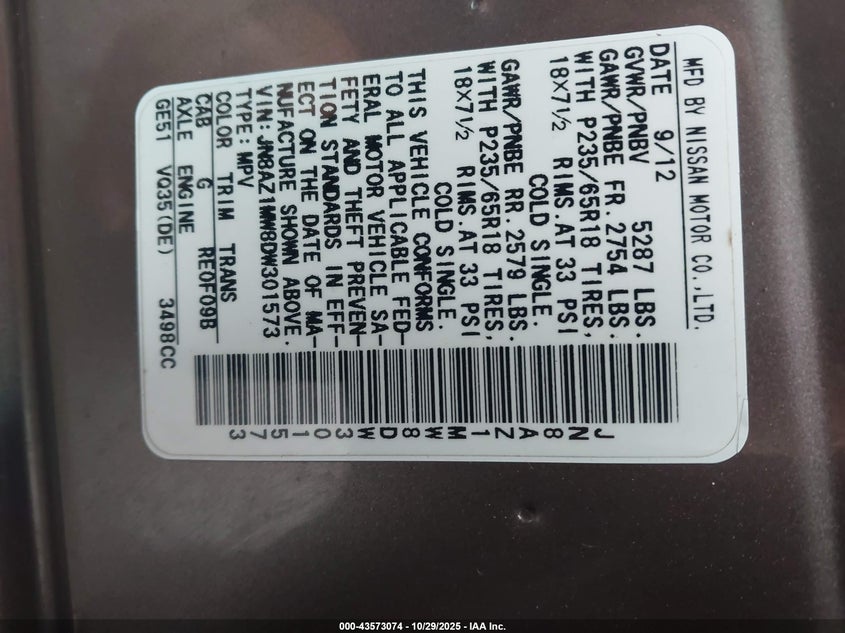 MFD BY NISSAN MOTOR CO.,LTD.
DATE 9/12
GVWR/PNBV 5287 LBS.
GAWR/PNBE FR. 2754 LBS.
WITH P235/65R18 TIRES,
18X7½ RIMS.AT 33 PSI
COLD SINGLE.
GAWR/PNBE RR. 2579 LBS.
WITH P235/65R18 TIRES,
18X7½ RIMS.AT 33 PSI
COLD SINGLE.
THIS VEHICLE CONFORMS
TO ALL APPLICABLE FED-
ERAL MOTOR VEHICLE SA-
FETY AND THEFT PREVEN-
TION STANDARDS IN EFF-
ECT ON THE DATE OF MA-
NUFACTURE SHOWN ABOVE.
VIN: JN8AZ1MW8DW301573
TYPE: MPV
COLOR TRIM TRANS
CAB G RE0F09B
AXLE ENGINE
GE51 VQ35(DE) 3498CC
JN8AZ1MW8DW301573
000-43573074 - 10/29/2025 - IAA Inc.